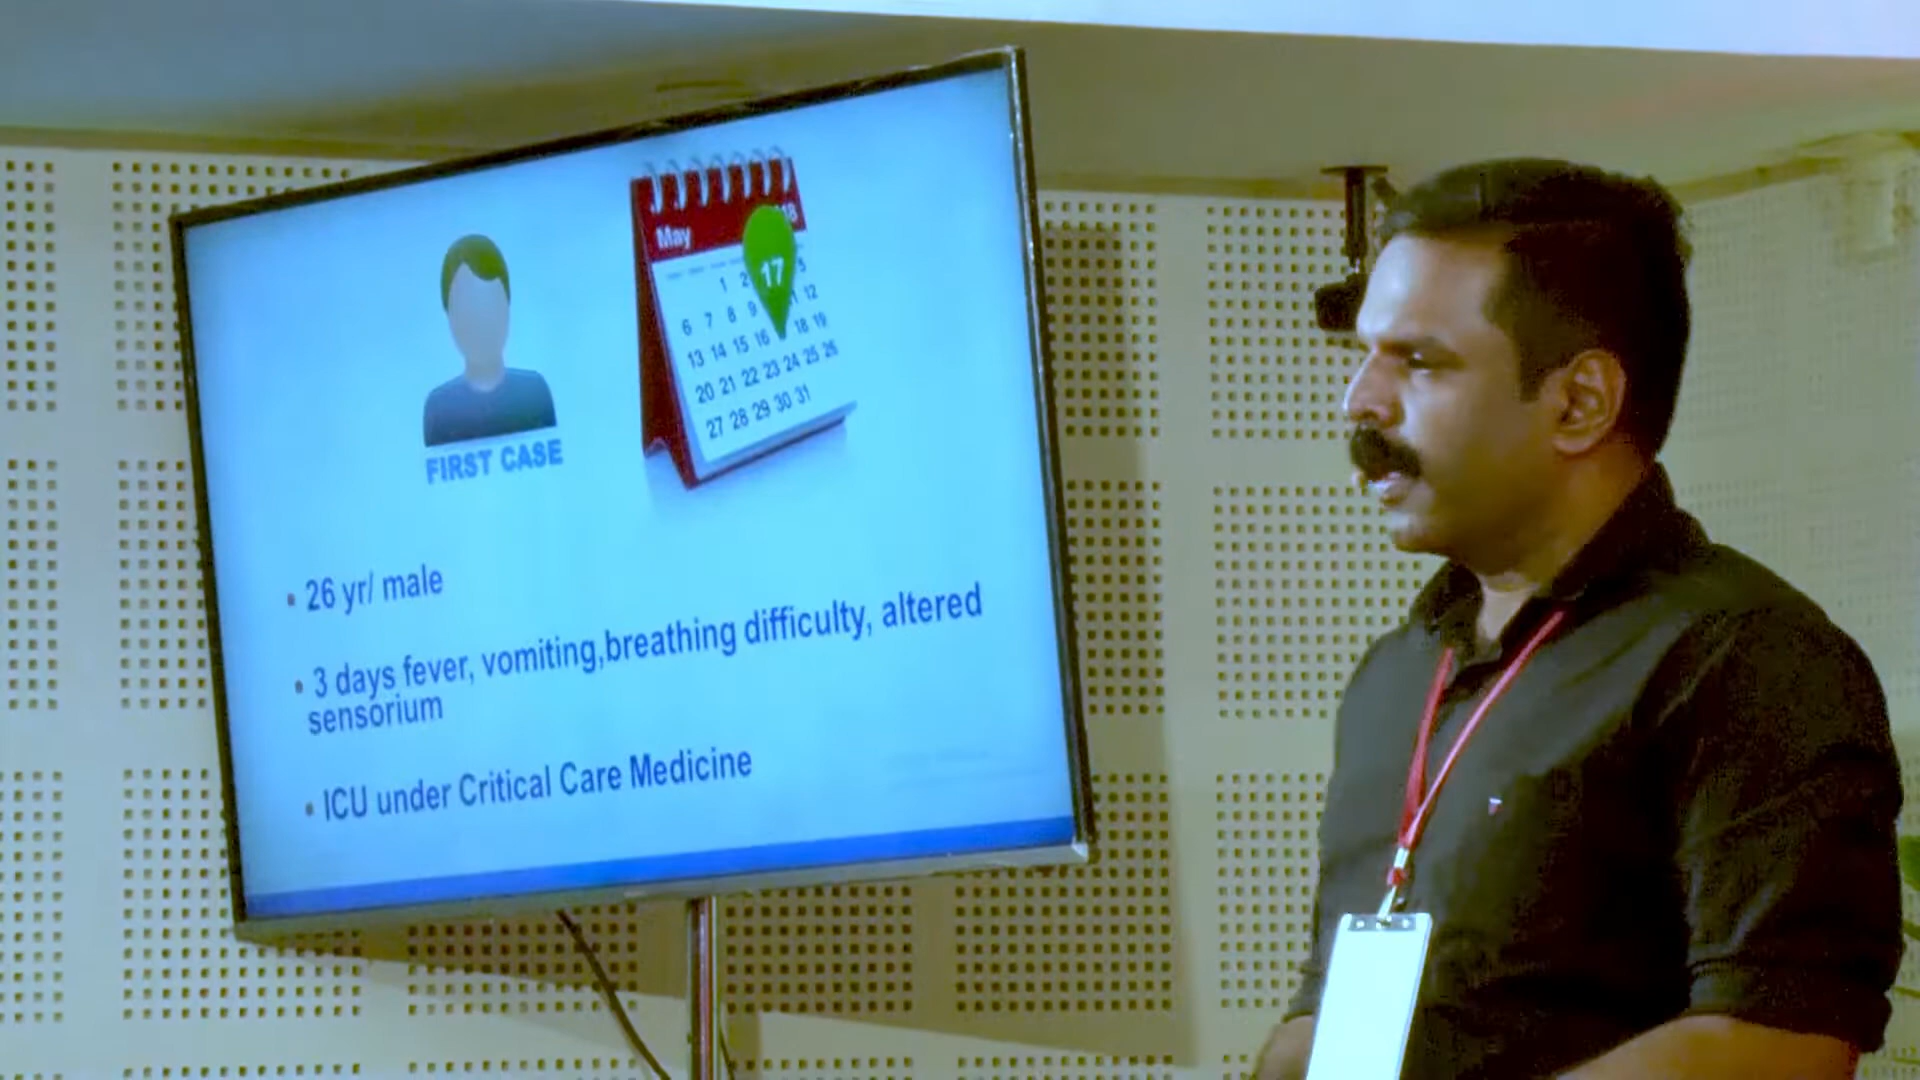 May 18
17
1 2 5
6 7 8 9 11 12
13 14 15 16 18 19
20 21 22 23 24 25 26
27 28 29 30 31
FIRST CASE
• 26 yr/ male
• 3 days fever, vomiting,breathing difficulty, altered
sensorium
• ICU under Critical Care Medicine